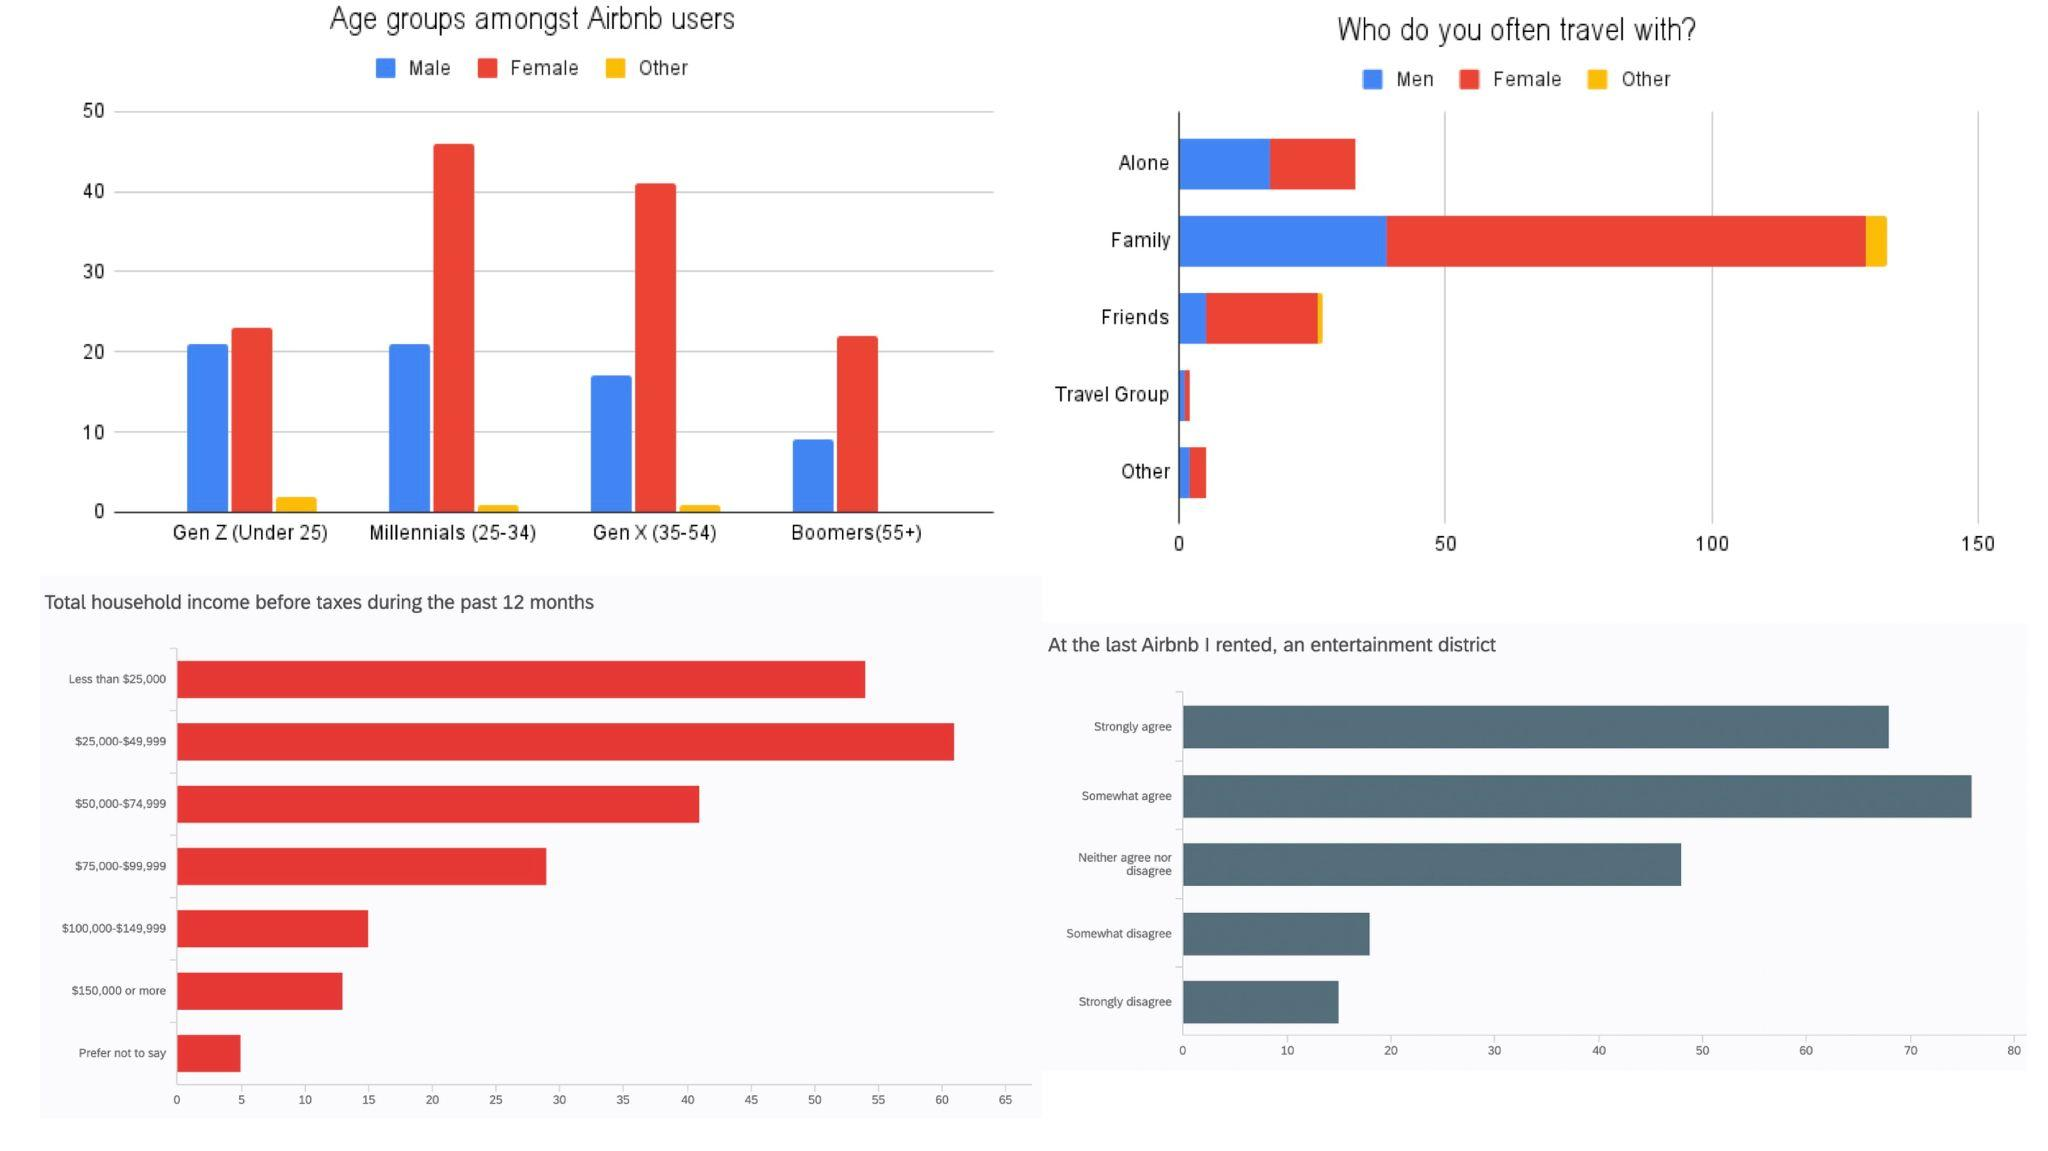 Age groups amongst Airbnb users
Male Female Other
50
40
30
20
10
0
Gen Z (Under 25) Millennials (25-34) Gen X (35-54) Boomers(55+)
Who do you often travel with?
Men Female Other
Alone
Family
Friends
Travel Group
Other
0 50 100 150
Total household income before taxes during the past 12 months
Less than $25,000
$25,000-$49,999
$50,000-$74,999
$75,000-$99,999
$100,000-$149,999
$150,000 or more
Prefer not to say
0 5 10 15 20 25 30 35 40 45 50 55 60 65
At the last Airbnb I rented, an entertainment district
Strongly agree
Somewhat agree
Neither agree nor
disagree
Somewhat disagree
Strongly disagree
0 10 20 30 40 50 60 70 80